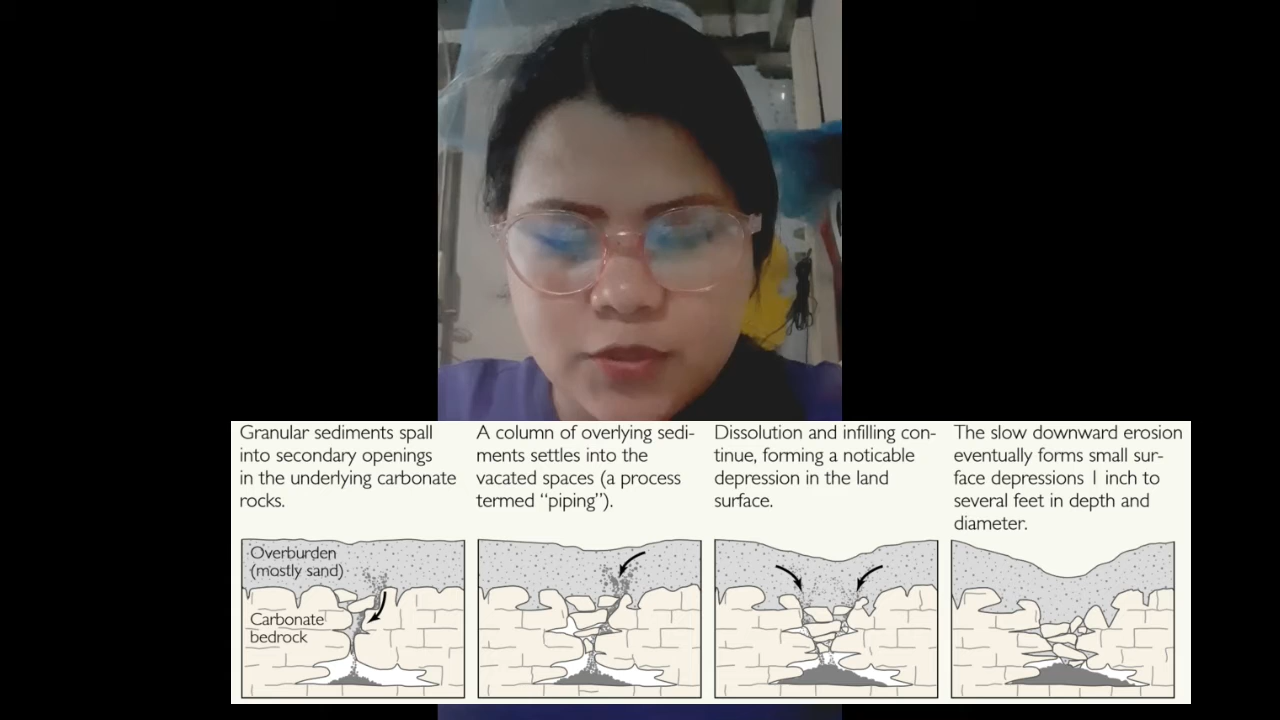 Granular sediments spall
into secondary openings
in the underlying carbonate
rocks.
A column of overlying sedi-
ments settles into the
vacated spaces (a process
termed “piping”).
Dissolution and infilling con-
tinue, forming a noticable
depression in the land
surface.
The slow downward erosion
eventually forms small sur-
face depressions 1 inch to
several feet in depth and
diameter.
Overburden
(mostly sand)
Carbonate
bedrock